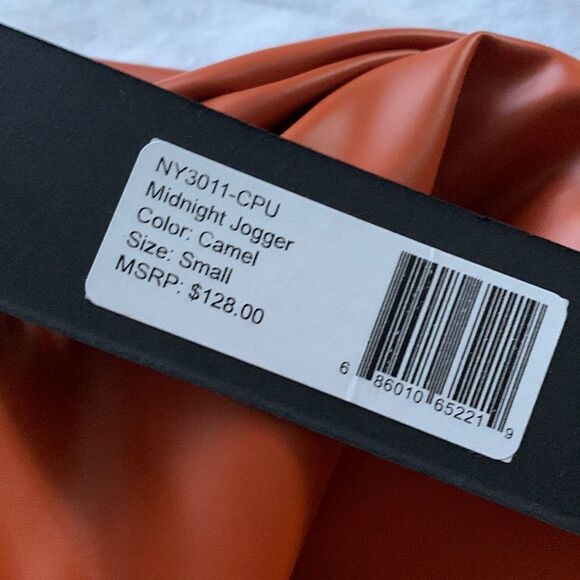 NY3011-CPU
Midnight Jogger
Color: Camel
Size: Small
MSRP: $128.00
6 86010 65221 9